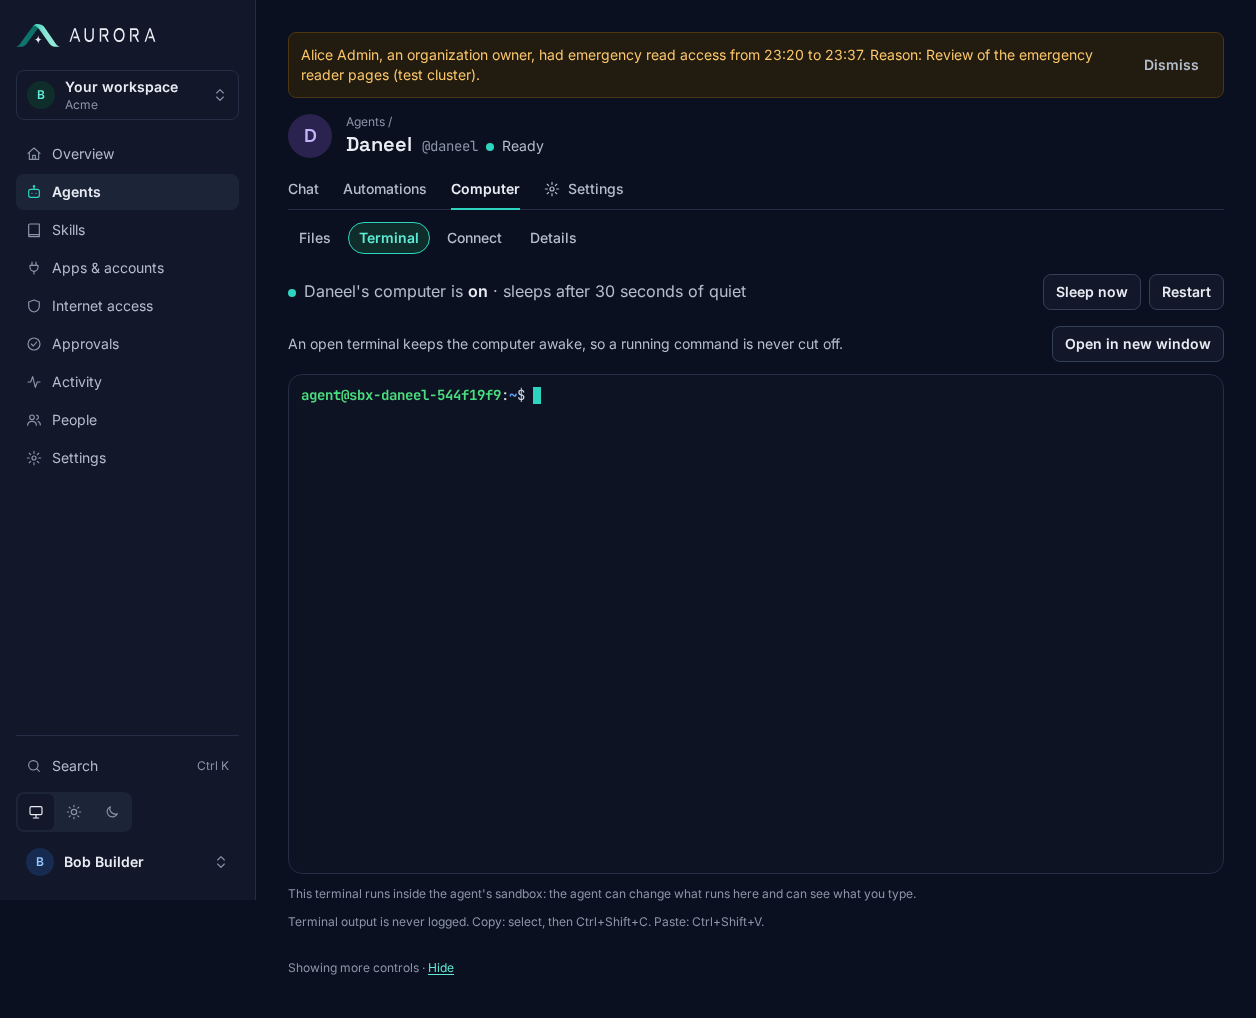 AURORA
B
Your workspace
Acme
Overview
Agents
Skills
Apps & accounts
Internet access
Approvals
Activity
People
Settings
Search
Ctrl K
B
Bob Builder
Alice Admin, an organization owner, had emergency read access from 23:20 to 23:37. Reason: Review of the emergency
reader pages (test cluster).
Dismiss
D
Agents /
Daneel @daneel Ready
Chat Automations Computer Settings
Files Terminal Connect Details
Daneel's computer is on · sleeps after 30 seconds of quiet
Sleep now Restart
An open terminal keeps the computer awake, so a running command is never cut off.
Open in new window
agent@sbx-daneel-544f19f9:~$
This terminal runs inside the agent's sandbox: the agent can change what runs here and can see what you type.
Terminal output is never logged. Copy: select, then Ctrl+Shift+C. Paste: Ctrl+Shift+V.
Showing more controls · Hide